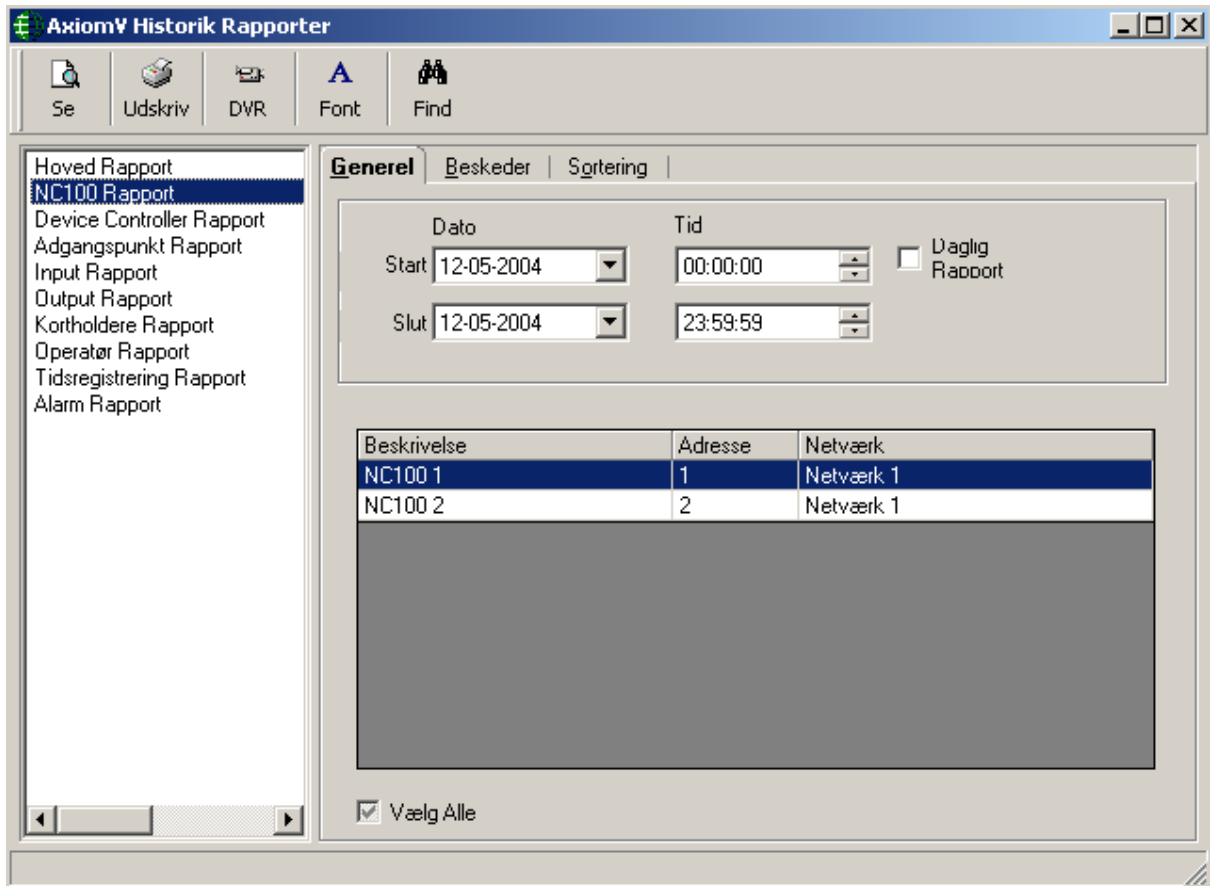 AxiomV Historik Rapporter
Se Udskriv DVR Font Find
Hoved Rapport
NC100 Rapport
Device Controller Rapport
Adgangspunkt Rapport
Input Rapport
Output Rapport
Kortholdere Rapport
Operatør Rapport
Tidsregistrering Rapport
Alarm Rapport
Generel Beskeder Sortering
Dato Tid
Start 12-05-2004 00:00:00 Daglig
Rapport
Slut 12-05-2004 23:59:59
Beskrivelse Adresse Netværk
NC100 1 1 Netværk 1
NC100 2 2 Netværk 1
Vælg Alle